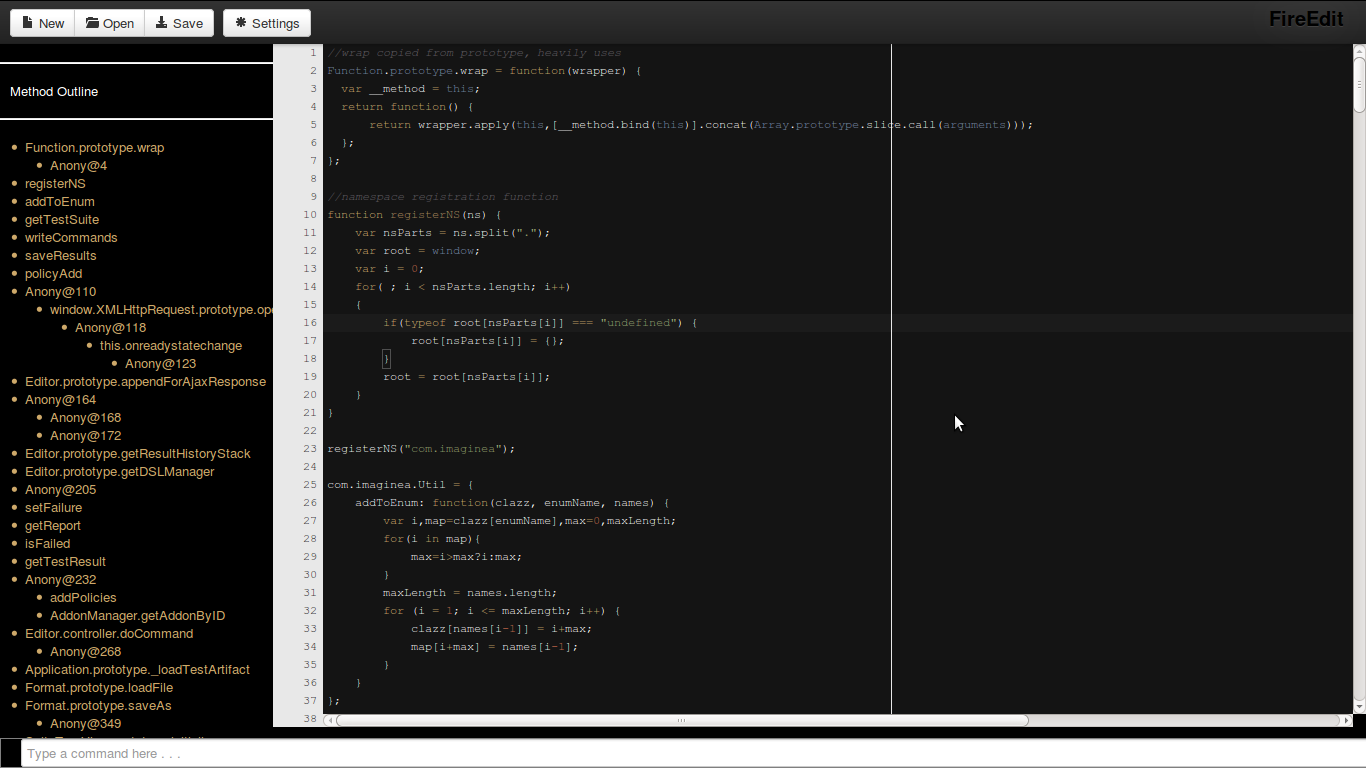 New Open Save Settings FireEdit
Method Outline
Function.prototype.wrap
Anony@4
registerNS
addToEnum
getTestSuite
writeCommands
saveResults
policyAdd
Anony@110
window.XMLHttpRequest.prototype.ope
Anony@118
this.onreadystatechange
Anony@123
Editor.prototype.appendForAjaxResponse
Anony@164
Anony@168
Anony@172
Editor.prototype.getResultHistoryStack
Editor.prototype.getDSLManager
Anony@205
setFailure
getReport
isFailed
getTestResult
Anony@232
addPolicies
AddonManager.getAddonByID
Editor.controller.doCommand
Anony@268
Application.prototype._loadTestArtifact
Format.prototype.loadFile
Format.prototype.saveAs
Anony@349
1 //wrap copied from prototype, heavily uses
2 Function.prototype.wrap = function(wrapper) {
3 var __method = this;
4 return function() {
5 return wrapper.apply(this,[__method.bind(this)].concat(Array.prototype.slice.call(arguments)));
6 };
7 };
8
9 //namespace registration function
10 function registerNS(ns) {
11 var nsParts = ns.split(".");
12 var root = window;
13 var i = 0;
14 for( ; i < nsParts.length; i++)
15 {
16 if(typeof root[nsParts[i]] === "undefined") {
17 root[nsParts[i]] = {};
18 }
19 root = root[nsParts[i]];
20 }
21 }
22
23 registerNS("com.imaginea");
24
25 com.imaginea.Util = {
26 addToEnum: function(clazz, enumName, names) {
27 var i,map=clazz[enumName],max=0,maxLength;
28 for(i in map){
29 max=i>max?i:max;
30 }
31 maxLength = names.length;
32 for (i = 1; i <= maxLength; i++) {
33 clazz[names[i-1]] = i+max;
34 map[i+max] = names[i-1];
35 }
36 }
37 };
38
Type a command here . . .